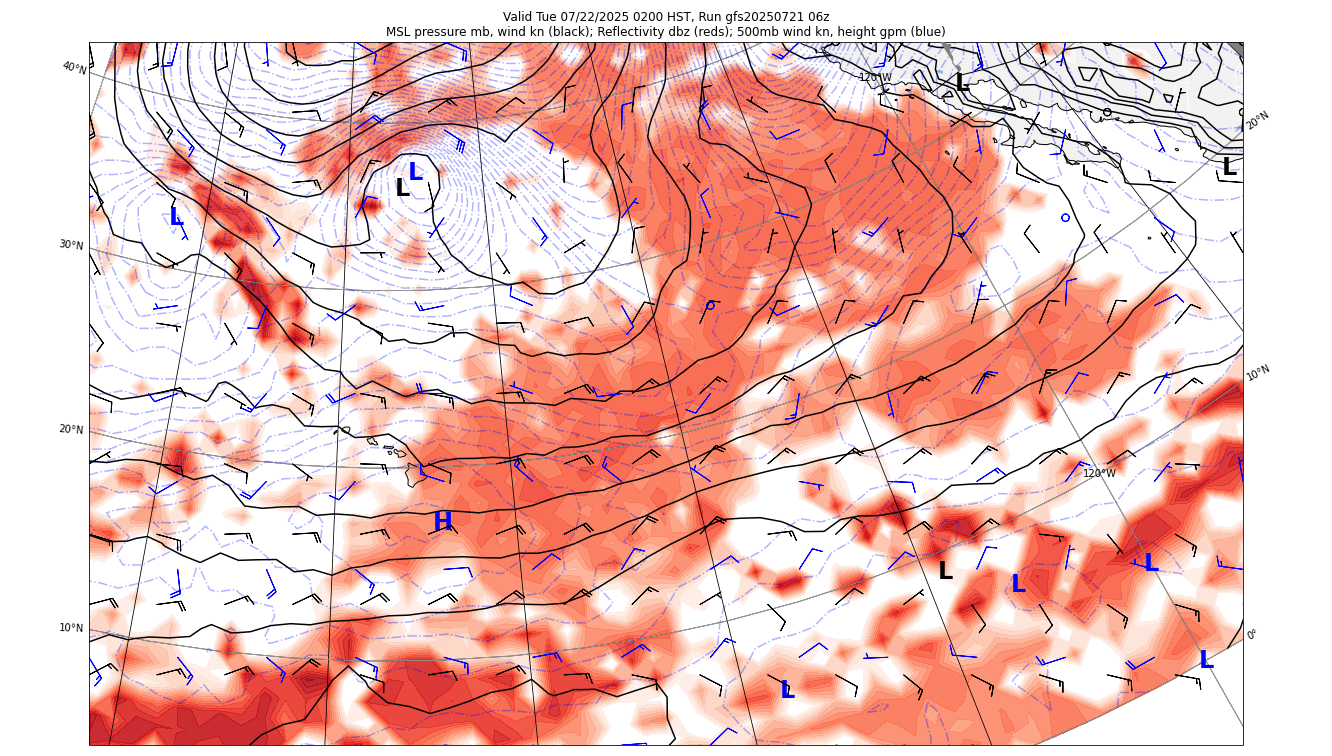 Valid Tue 07/22/2025 0200 HST, Run gfs20250721 06z
MSL pressure mb, wind kn (black); Reflectivity dbz (reds); 500mb wind kn, height gpm (blue)
40°N
120°W
L
20°N
L
L
L
L
30°N
10°N
20°N
120°W
H
L
L
L
10°N
0°
L
L